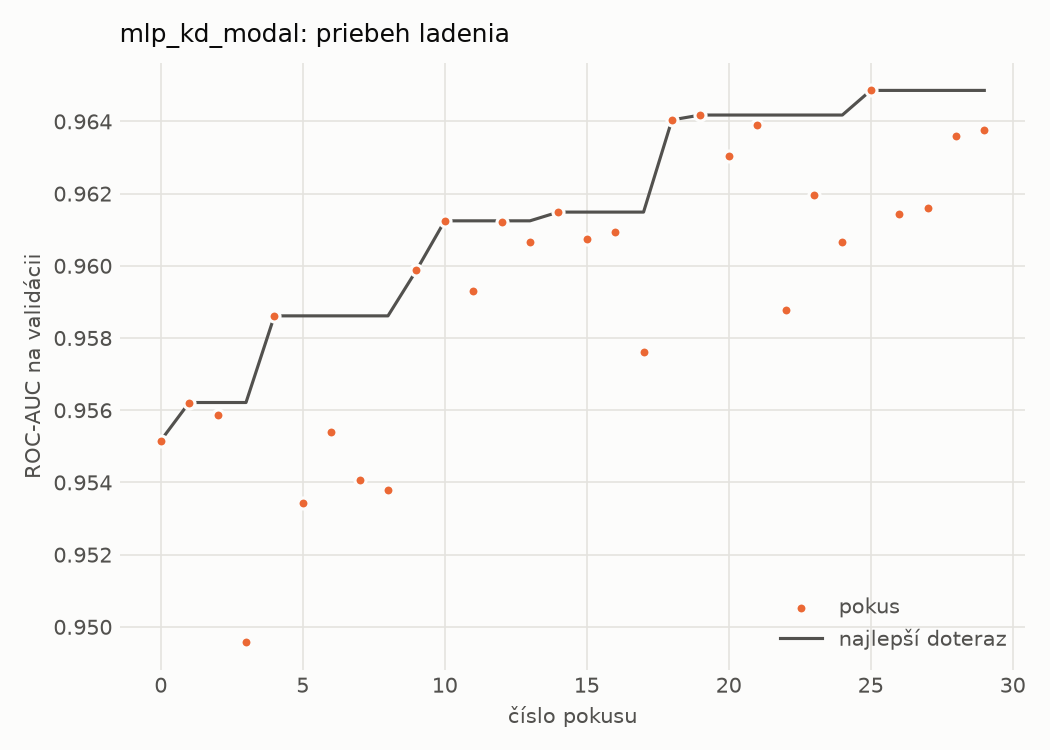 mlp_kd_modal: priebeh ladenia
ROC-AUC na validácii
0.964
0.962
0.960
0.958
0.956
0.954
0.952
0.950
pokus
najlepší doteraz
0 5 10 15 20 25 30
číslo pokusu